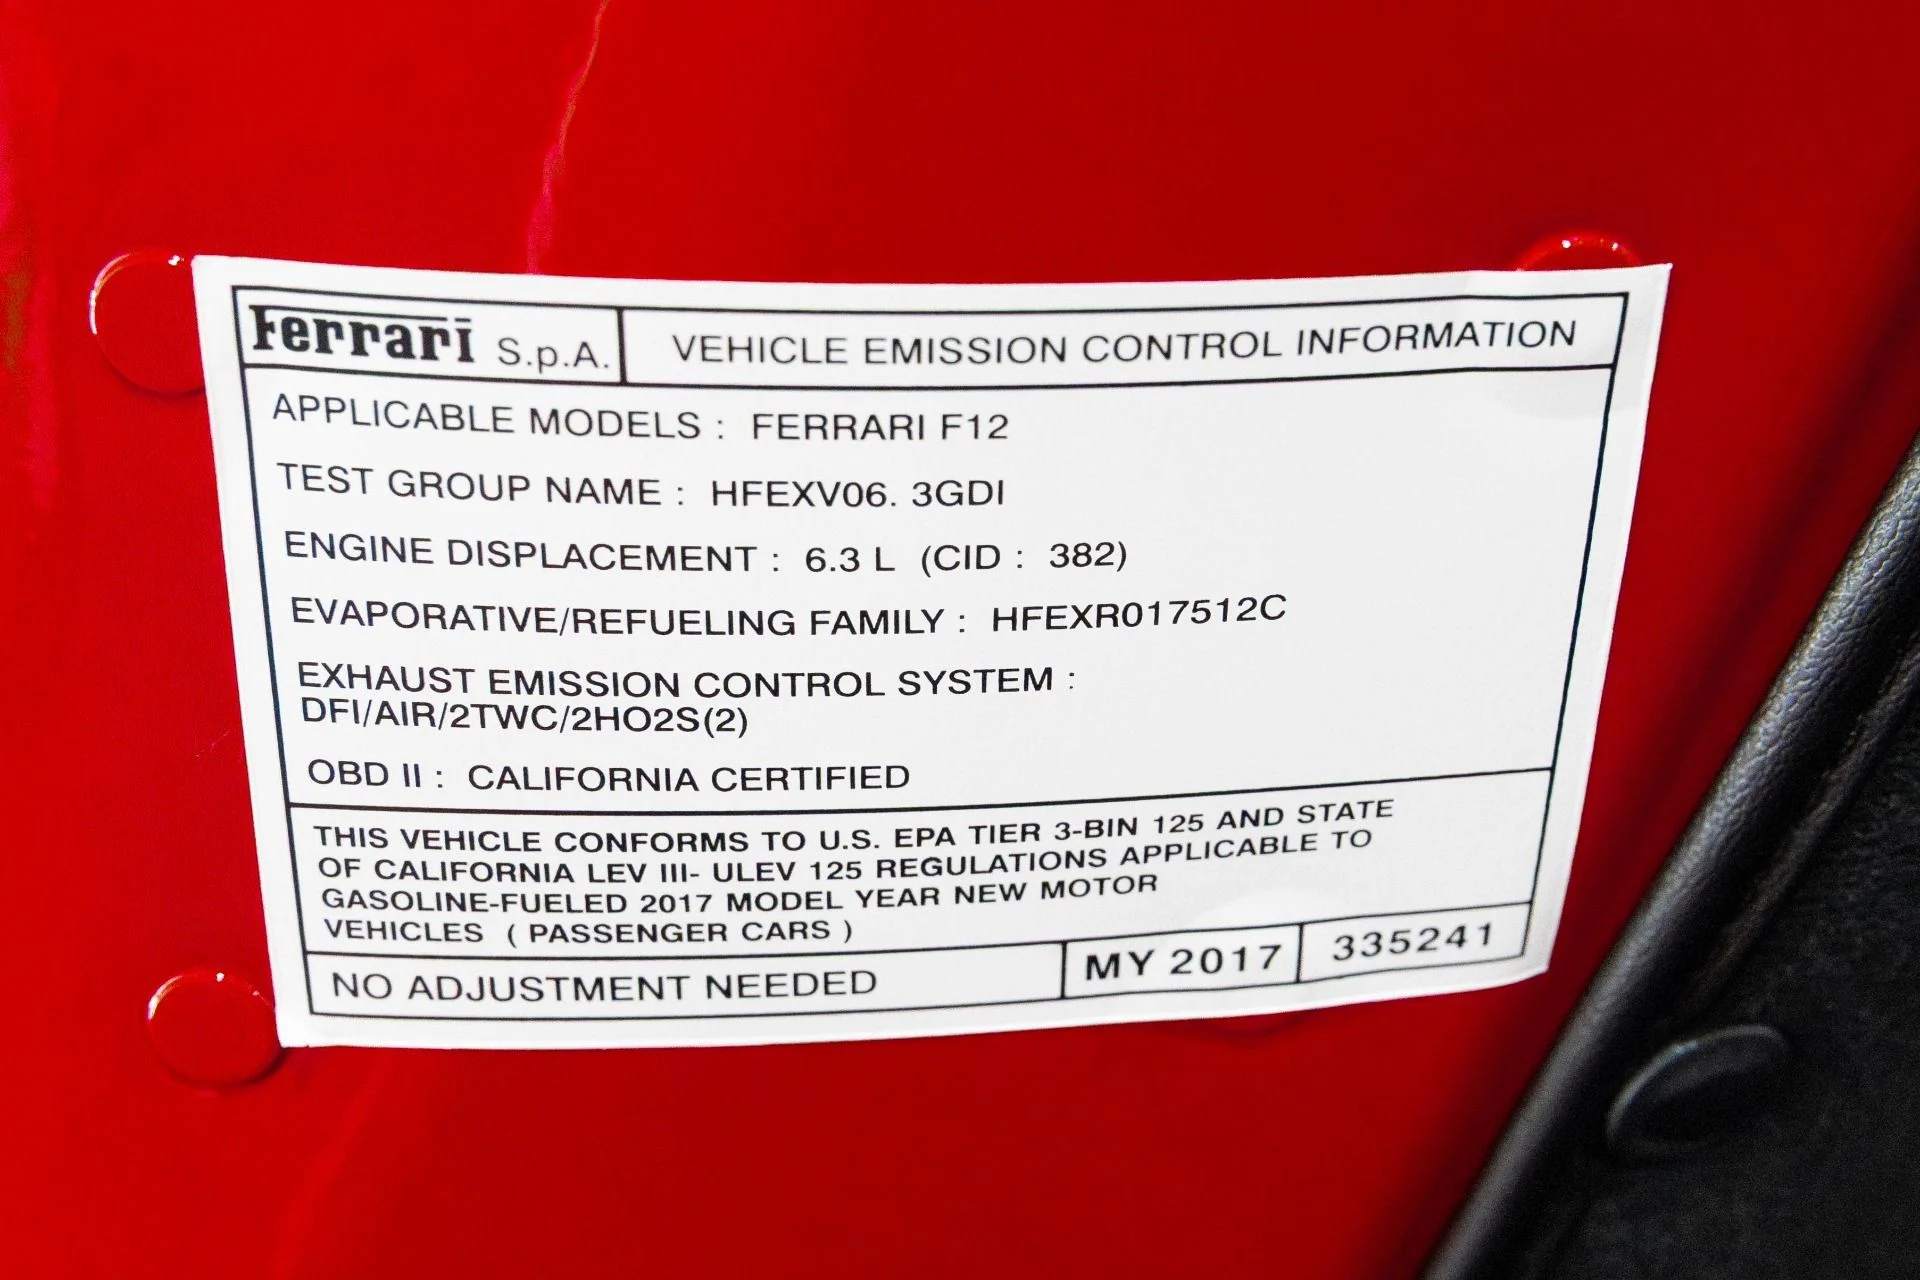 Ferrari S.p.A. VEHICLE EMISSION CONTROL INFORMATION
APPLICABLE MODELS : FERRARI F12
TEST GROUP NAME : HFEXV06. 3GDI
ENGINE DISPLACEMENT : 6.3 L (CID : 382)
EVAPORATIVE/REFUELING FAMILY : HFEXR017512C
EXHAUST EMISSION CONTROL SYSTEM :
DFI/AIR/2TWC/2HO2S(2)
OBD II : CALIFORNIA CERTIFIED
THIS VEHICLE CONFORMS TO U.S. EPA TIER 3-BIN 125 AND STATE
OF CALIFORNIA LEV III- ULEV 125 REGULATIONS APPLICABLE TO
GASOLINE-FUELED 2017 MODEL YEAR NEW MOTOR
VEHICLES ( PASSENGER CARS )
NO ADJUSTMENT NEEDED MY 2017 335241